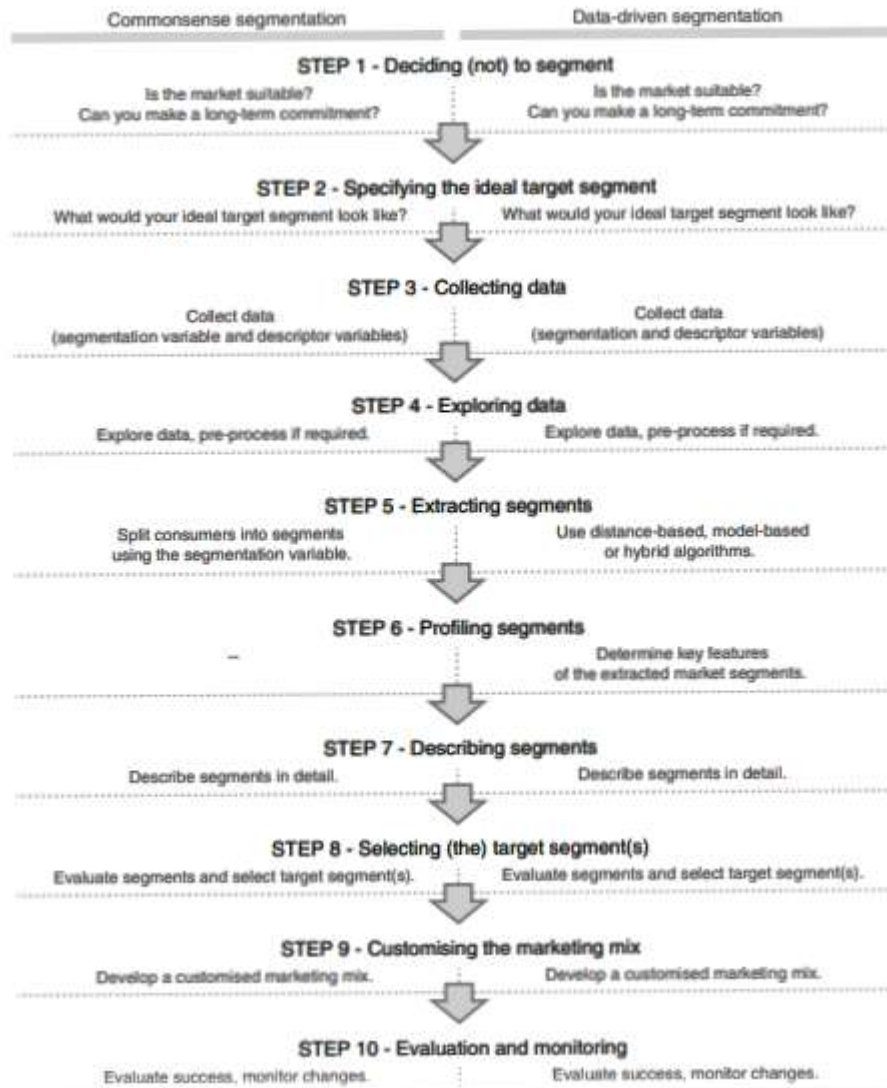 Commonsense segmentation
Data-driven segmentation
STEP 1 - Deciding (not) to segment
Is the market suitable?
Can you make a long-term commitment?
Is the market suitable?
Can you make a long-term commitment?
STEP 2 - Specifying the ideal target segment
What would your ideal target segment look like?
What would your ideal target segment look like?
STEP 3 - Collecting data
Collect data
(segmentation variable and descriptor variables)
Collect data
(segmentation and descriptor variables)
STEP 4 - Exploring data
Explore data, pre-process if required.
Explore data, pre-process if required.
STEP 5 - Extracting segments
Split consumers into segments
using the segmentation variable.
Use distance-based, model-based
or hybrid algorithms.
STEP 6 - Profiling segments
–
Determine key features
of the extracted market segments.
STEP 7 - Describing segments
Describe segments in detail.
Describe segments in detail.
STEP 8 - Selecting (the) target segment(s)
Evaluate segments and select target segment(s).
Evaluate segments and select target segment(s).
STEP 9 - Customising the marketing mix
Develop a customised marketing mix.
Develop a customised marketing mix.
STEP 10 - Evaluation and monitoring
Evaluate success, monitor changes.
Evaluate success, monitor changes.